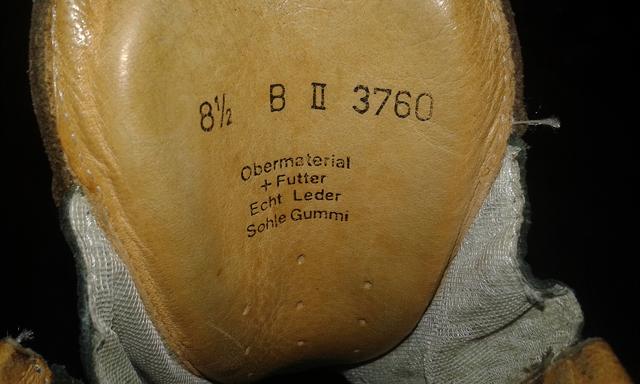 8½ B II 3760
Obermaterial
+ Futter
Echt Leder
Sohle Gummi